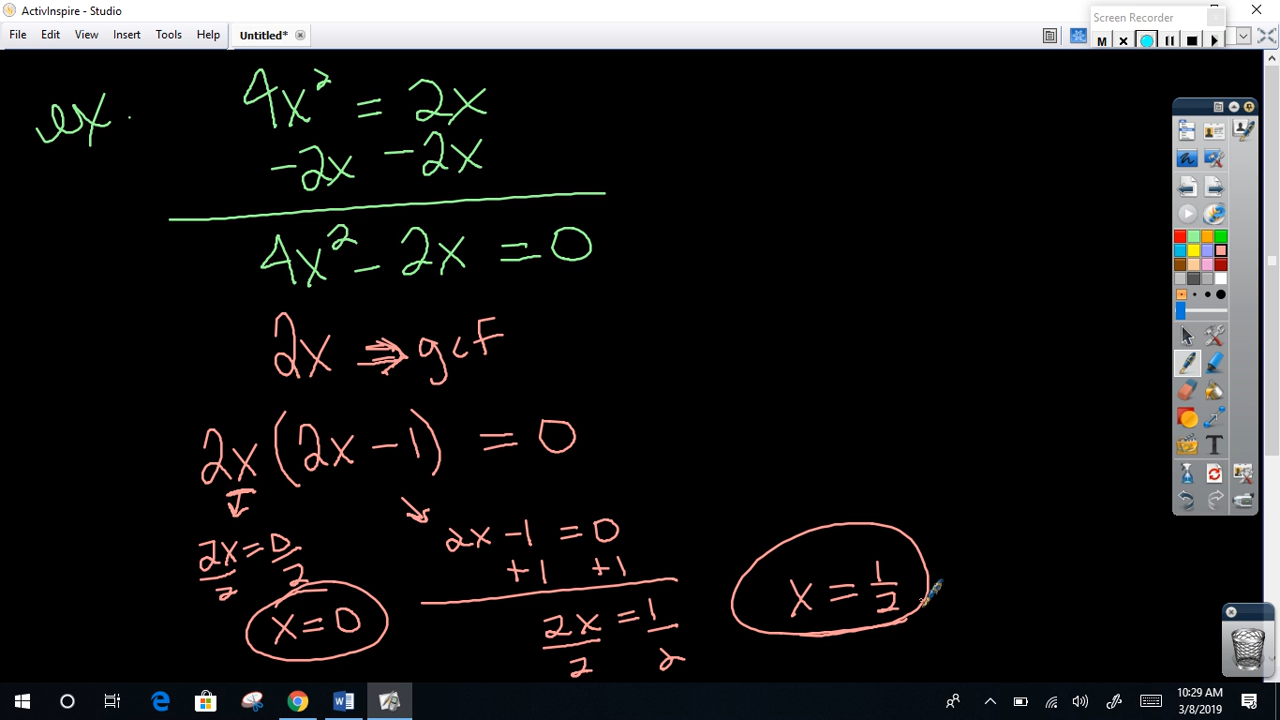 ActivInspire - Studio
Screen Recorder
File Edit View Insert Tools Help Untitled*
M
ex. 4x² = 2x
-2x -2x
4x² - 2x = 0
2x ⇒ gcf
2x (2x - 1) = 0
2x - 1 = 0
2x/2 = 0/2
+1 +1
x = 1/2
x = 0
2x/2 = 1/2
10:29 AM
3/8/2019